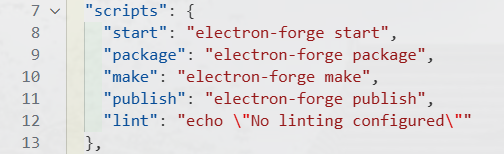 7 "scripts": {
8 "start": "electron-forge start",
9 "package": "electron-forge package",
10 "make": "electron-forge make",
11 "publish": "electron-forge publish",
12 "lint": "echo \"No linting configured\""
13 },